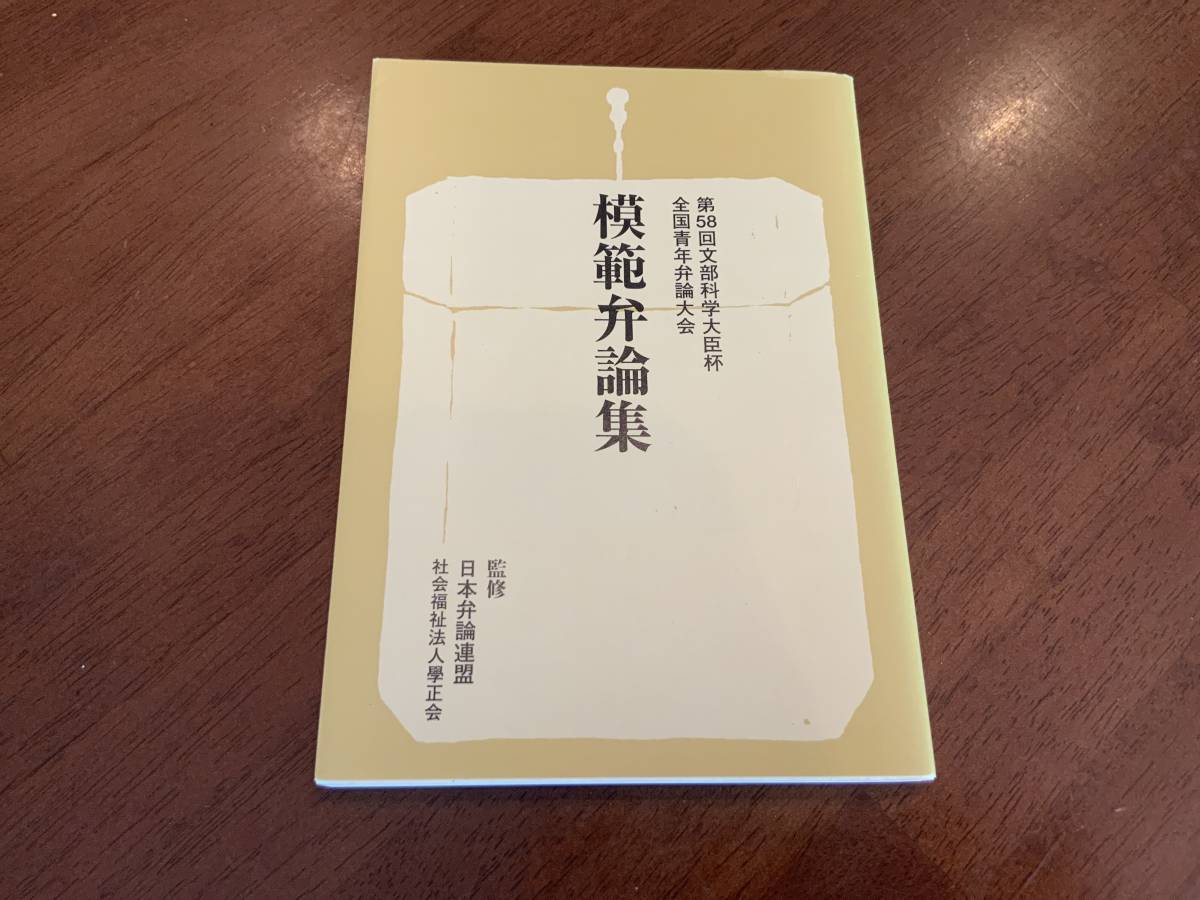 第58回文部科学大臣杯
全国青年弁論大会
模範弁論集
監修
日本弁論連盟
社会福祉法人學正会